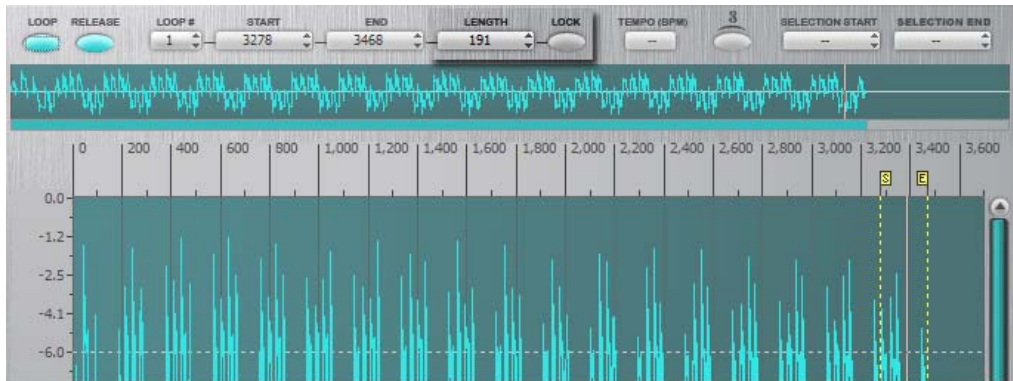 LOOP RELEASE LOOP # START END LENGTH LOCK TEMPO (BPM) SELECTION START SELECTION END
1 3278 3468 191 -- -- --
0 200 400 600 800 1,000 1,200 1,400 1,600 1,800 2,000 2,200 2,400 2,600 2,800 3,000 3,200 3,400 3,600
S E
0.0
-1.2
-2.5
-4.1
-6.0